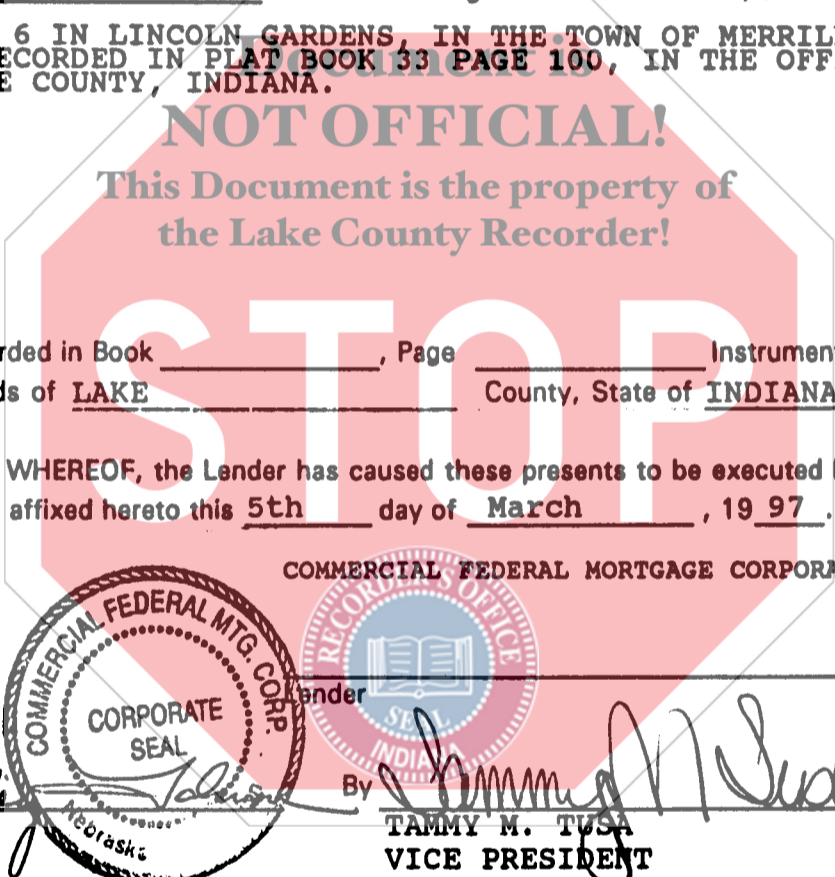 6 IN LINCOLN GARDENS, IN THE TOWN OF MERRIL
ECORDED IN PLAT BOOK 33 PAGE 100, IN THE OFF
E COUNTY, INDIANA.
Document is
NOT OFFICIAL!
This Document is the property of
the Lake County Recorder!
STOP
rded in Book , Page Instrument
ds of LAKE County, State of INDIANA
WHEREOF, the Lender has caused these presents to be executed
affixed hereto this 5th day of March , 19 97 .
COMMERCIAL FEDERAL MORTGAGE CORPORA
RECORDER'S OFFICE
SEAL
INDIANA
COMMERCIAL FEDERAL MTG. CORP.
CORPORATE
SEAL
Nebraska
Lender
By Tammy M Tusa
TAMMY M. TUSA
VICE PRESIDENT